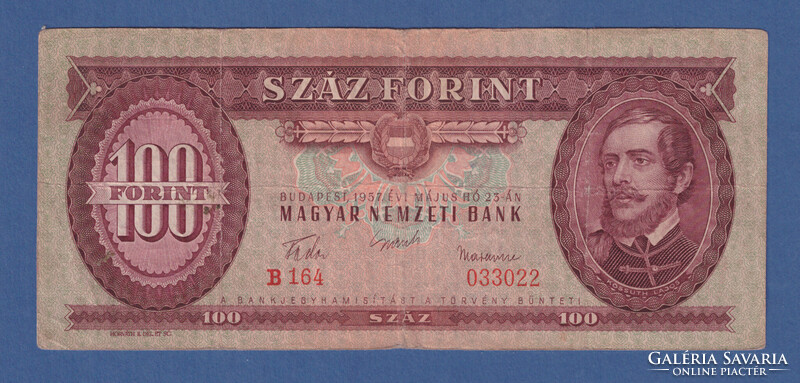 SZÁZ FORINT
100
FORINT
BUDAPEST, 1957. ÉVI MÁJUS HÓ 23-ÁN
MAGYAR NEMZETI BANK
B 164
033022
KOSSUTH LAJOS
A BANKJEGYHAMISÍTÁST A TÖRVÉNY BÜNTETI
100
SZÁZ
100
GALÉRIA SAVARIA
ONLINE PIACTÉR